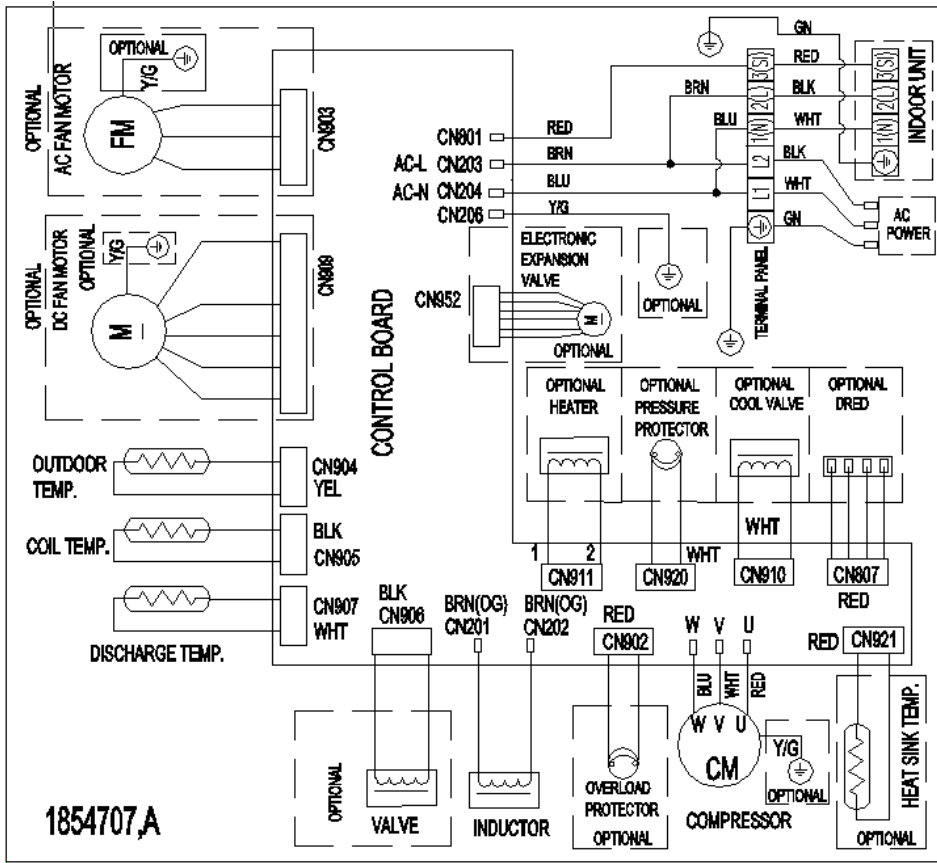 OPTIONAL
Y/G
FM
OPTIONAL
AC FAN MOTOR
CN903
OPTIONAL
Y/G
M
OPTIONAL
DC FAN MOTOR
CN909
CONTROL BOARD
CN801
RED
AC-L CN203
BRN
AC-N CN204
BLU
CN206
Y/G
BRN
BLU
3(SI)
2(L)
1(N)
L2
L1
TERMINAL PANEL
GN
RED
BLK
WHT
3(SI)
2(L)
1(N)
INDOOR UNIT
BLK
WHT
GN
AC
POWER
ELECTRONIC
EXPANSION
VALVE
CN952
M
OPTIONAL
OPTIONAL
OPTIONAL
HEATER
OPTIONAL
PRESSURE
PROTECTOR
OPTIONAL
COOL VALVE
OPTIONAL
DRED
1
2
CN911
WHT
CN920
WHT
CN910
CN807
RED
OUTDOOR
TEMP.
CN904
YEL
COIL TEMP.
BLK
CN905
DISCHARGE TEMP.
CN907
WHT
BLK
CN906
OPTIONAL
VALVE
BRN(OG)
CN201
BRN(OG)
CN202
INDUCTOR
RED
CN902
OVERLOAD
PROTECTOR
OPTIONAL
W V U
BLU
WHT
RED
W V U
CM
COMPRESSOR
Y/G
OPTIONAL
RED
CN921
HEAT SINK TEMP.
OPTIONAL
1854707,A